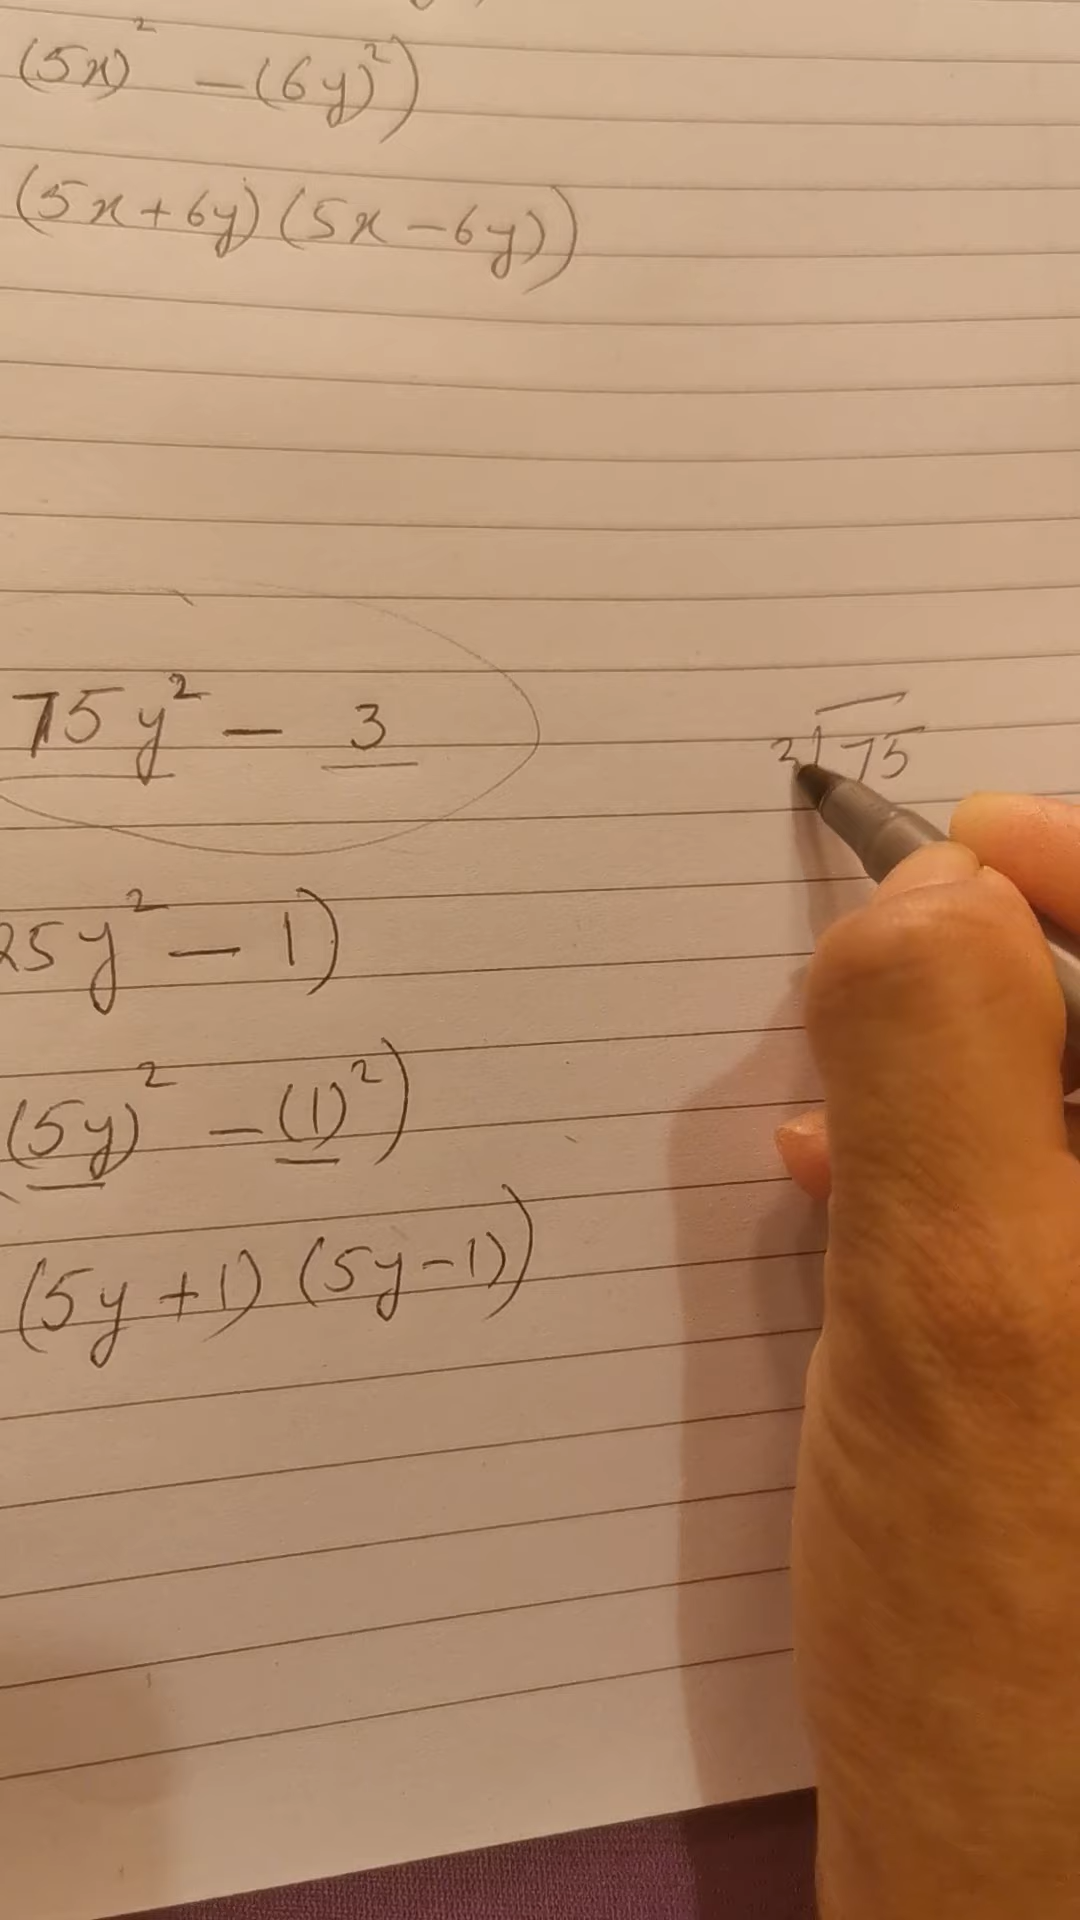 (5x)² - (6y)²)
(5x+6y)(5x-6y))
75y² - 3
3⟌75
25y² - 1)
(5y)² - (1)²)
(5y+1) (5y-1))